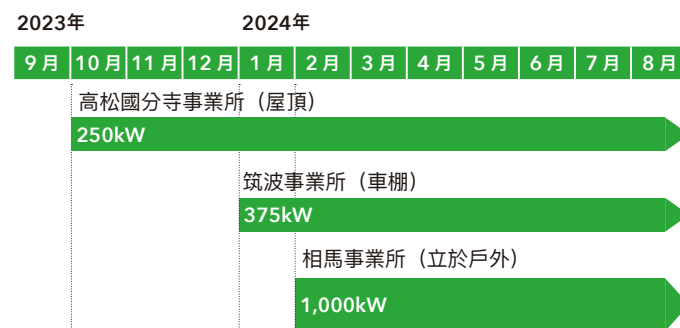 2023年 2024年
9月 10月 11月 12月 1月 2月 3月 4月 5月 6月 7月 8月
高松國分寺事業所（屋頂）
250kW
筑波事業所（車棚）
375kW
相馬事業所（立於戶外）
1,000kW